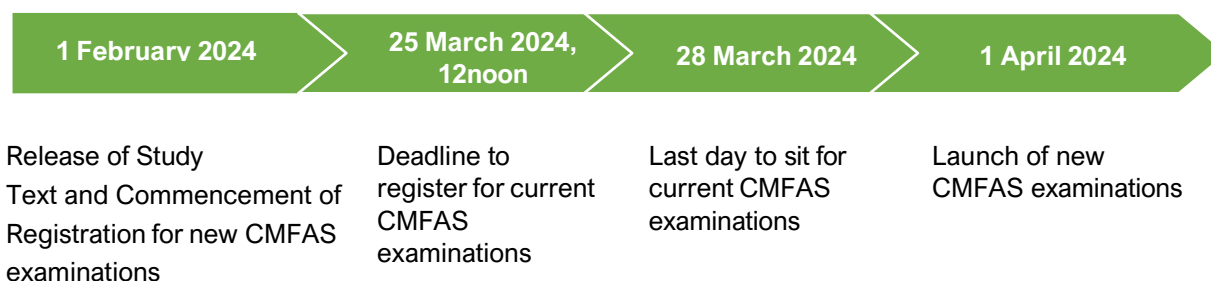 1 February 2024
25 March 2024,
12noon
28 March 2024
1 April 2024
Release of Study
Text and Commencement of
Registration for new CMFAS
examinations
Deadline to
register for current
CMFAS
examinations
Last day to sit for
current CMFAS
examinations
Launch of new
CMFAS examinations